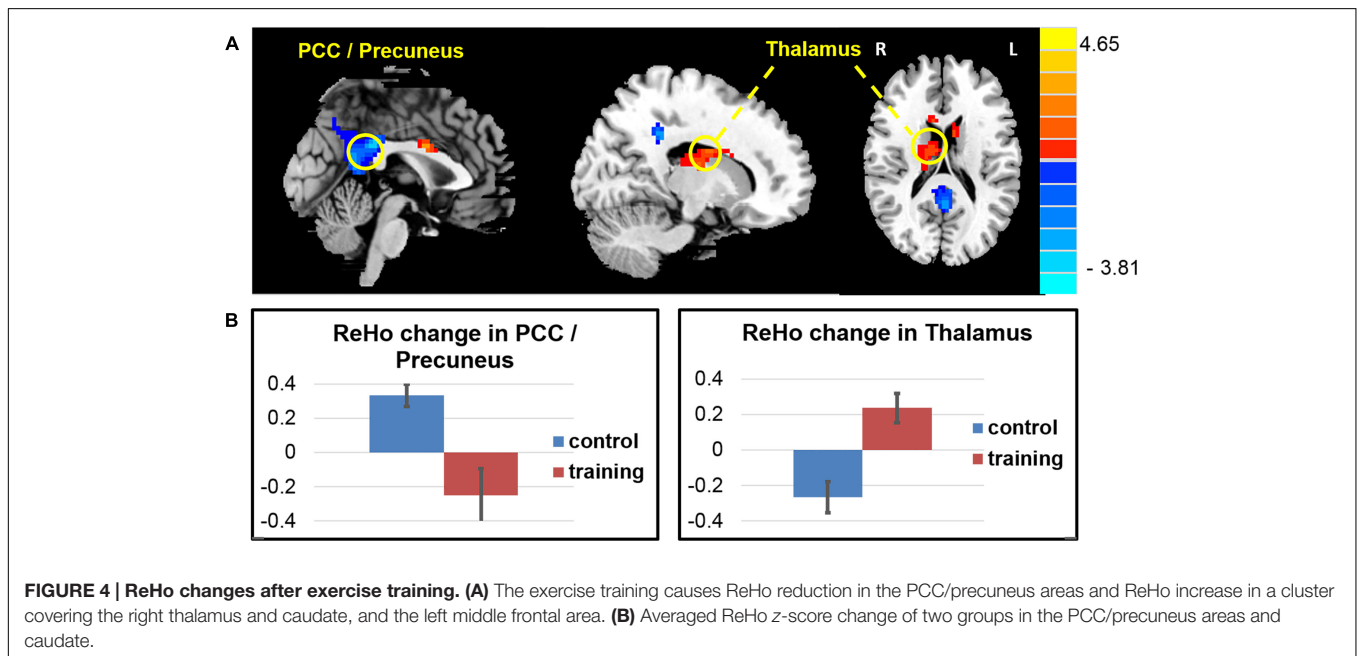 A
PCC / Precuneus
Thalamus
R
L
4.65
- 3.81
B
ReHo change in PCC /
Precuneus
0.4
0.2
0
-0.2
-0.4
control
training
ReHo change in Thalamus
0.4
0.2
0
-0.2
-0.4
control
training
FIGURE 4 | ReHo changes after exercise training. (A) The exercise training causes ReHo reduction in the PCC/precuneus areas and ReHo increase in a cluster
covering the right thalamus and caudate, and the left middle frontal area. (B) Averaged ReHo z-score change of two groups in the PCC/precuneus areas and
caudate.